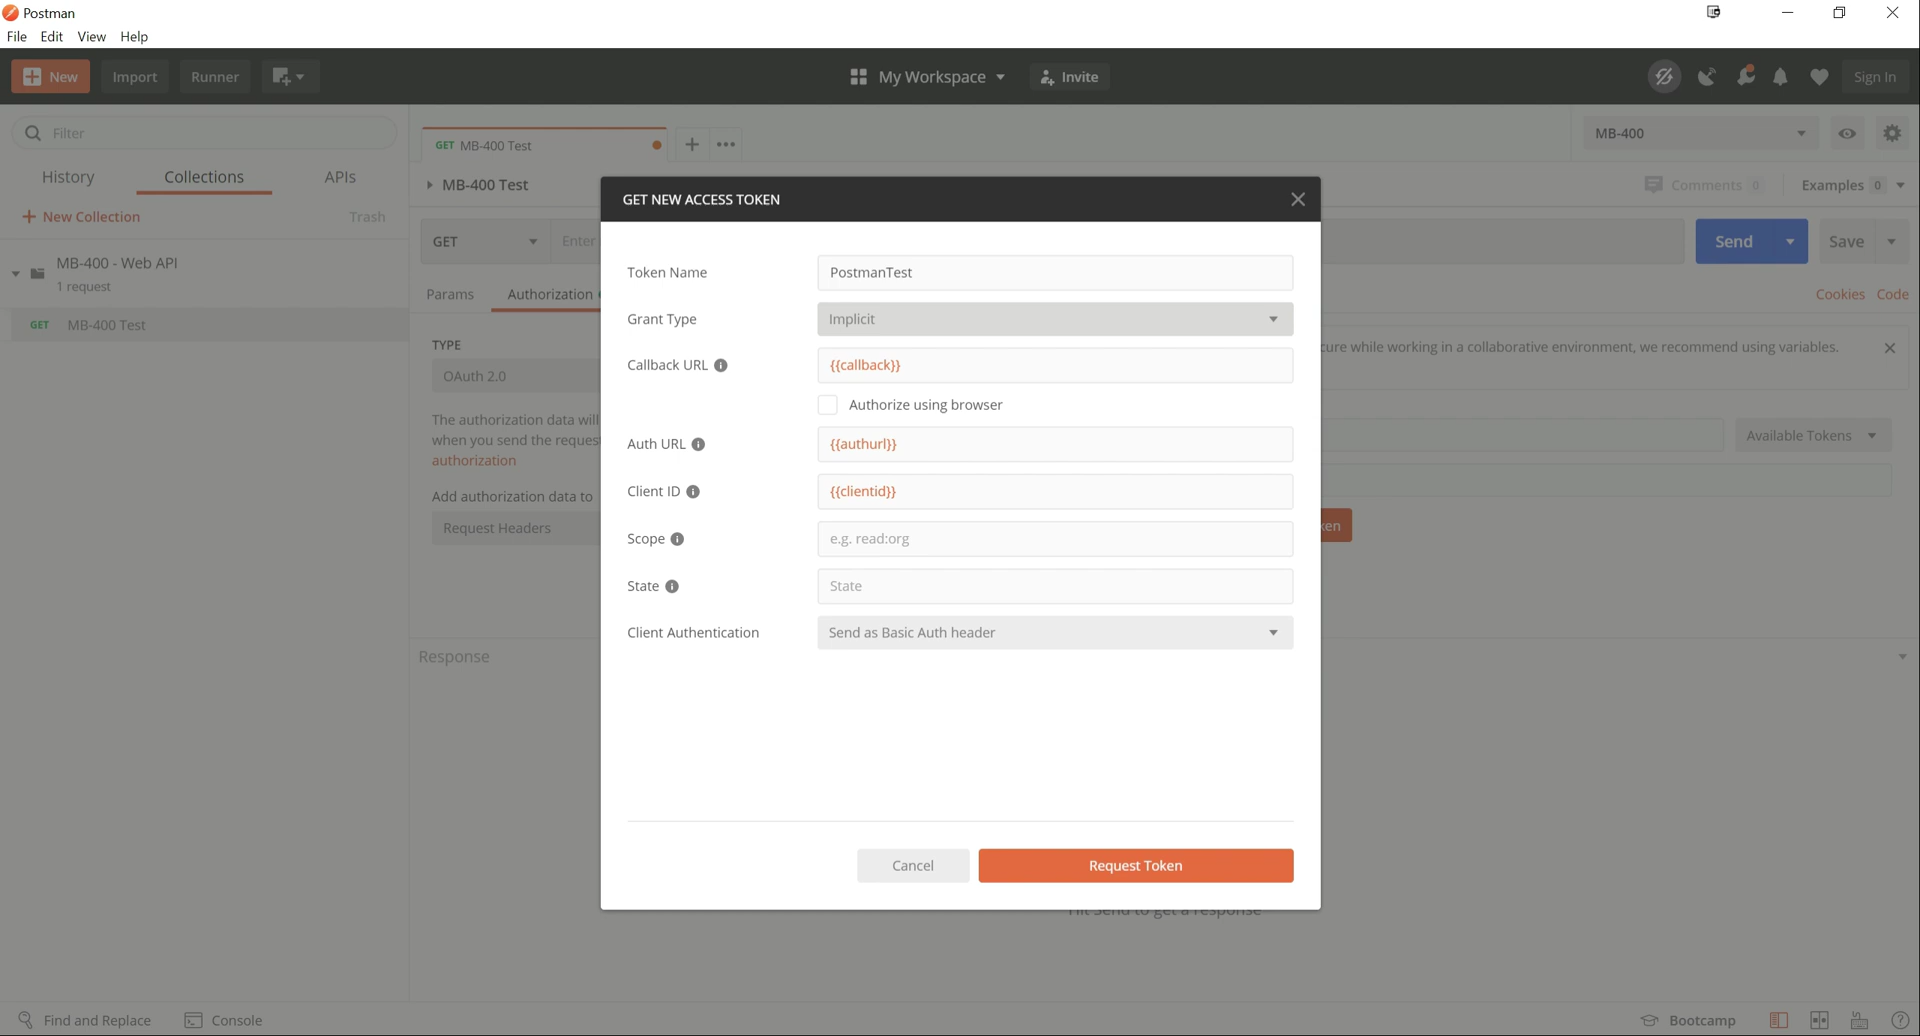 Postman
File Edit View Help
New Import Runner My Workspace Invite Sign In
Filter
GET MB-400 Test
MB-400
History Collections APIs
MB-400 Test
Comments 0 Examples 0
New Collection Trash
GET Enter Send Save
MB-400 - Web API
1 request
GET MB-400 Test
Params Authorization Cookies Code
TYPE
OAuth 2.0
The authorization data will
when you send the reques
authorization
Add authorization data to
Request Headers
cure while working in a collaborative environment, we recommend using variables.
Available Tokens
ken
Response
Hit Send to get a response
GET NEW ACCESS TOKEN
Token Name PostmanTest
Grant Type Implicit
Callback URL {{callback}}
Authorize using browser
Auth URL {{authurl}}
Client ID {{clientid}}
Scope e.g. read:org
State State
Client Authentication Send as Basic Auth header
Cancel Request Token
Find and Replace Console Bootcamp